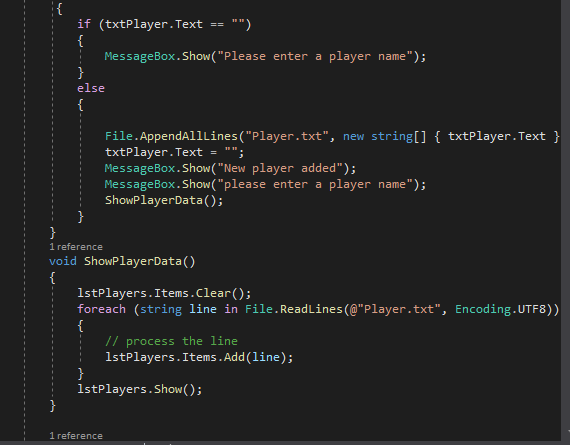 {
if (txtPlayer.Text == "")
{
MessageBox.Show("Please enter a player name");
}
else
{
File.AppendAllLines("Player.txt", new string[] { txtPlayer.Text }
txtPlayer.Text = "";
MessageBox.Show("New player added");
MessageBox.Show("please enter a player name");
ShowPlayerData();
}
}
1 reference
void ShowPlayerData()
{
lstPlayers.Items.Clear();
foreach (string line in File.ReadLines(@"Player.txt", Encoding.UTF8))
{
// process the line
lstPlayers.Items.Add(line);
}
lstPlayers.Show();
}
1 reference